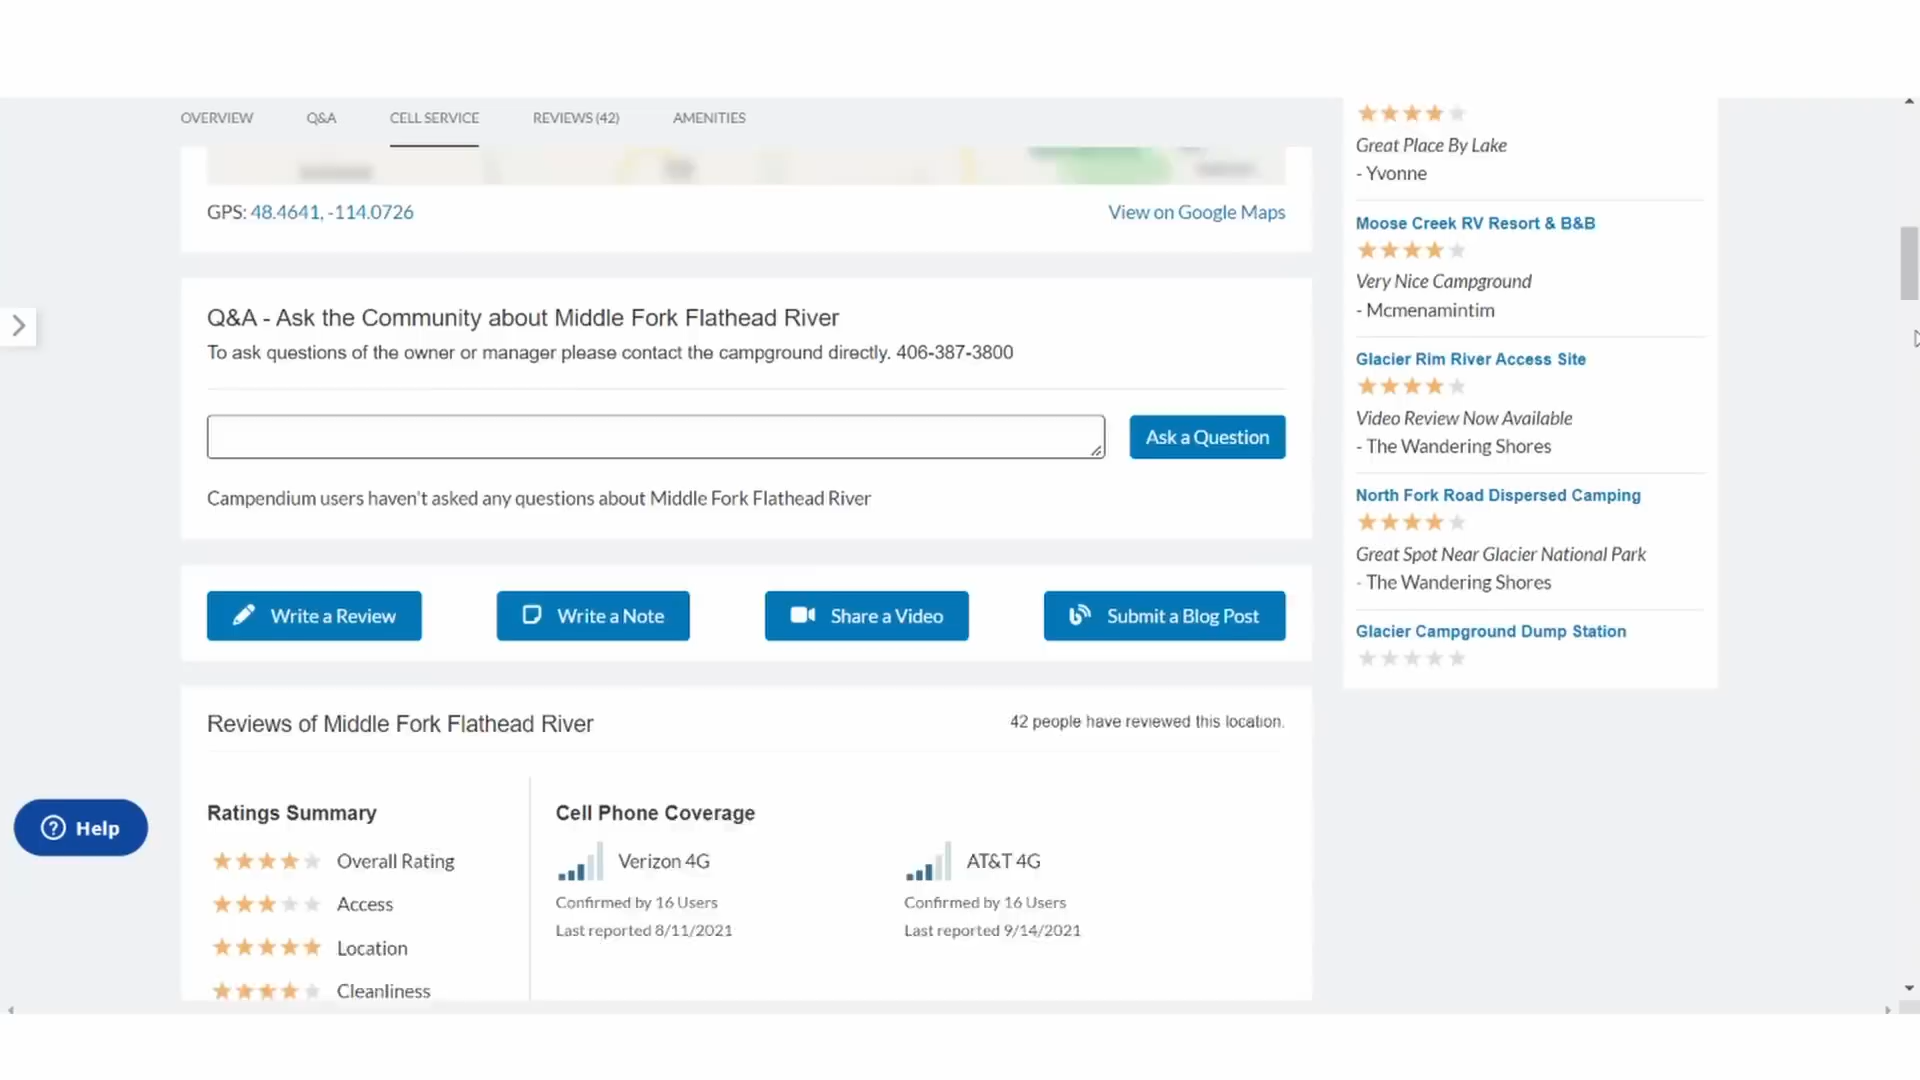 OVERVIEW
Q&A
CELL SERVICE
REVIEWS (42)
AMENITIES
GPS: 48.4641, -114.0726
View on Google Maps
Q&A - Ask the Community about Middle Fork Flathead River
To ask questions of the owner or manager please contact the campground directly. 406-387-3800
Ask a Question
Campendium users haven't asked any questions about Middle Fork Flathead River
Write a Review
Write a Note
Share a Video
Submit a Blog Post
Reviews of Middle Fork Flathead River
42 people have reviewed this location.
Ratings Summary
Overall Rating
Access
Location
Cleanliness
Cell Phone Coverage
Verizon 4G
Confirmed by 16 Users
Last reported 8/11/2021
AT&T 4G
Confirmed by 16 Users
Last reported 9/14/2021
Great Place By Lake
- Yvonne
Moose Creek RV Resort & B&B
Very Nice Campground
- Mcmenamintim
Glacier Rim River Access Site
Video Review Now Available
- The Wandering Shores
North Fork Road Dispersed Camping
Great Spot Near Glacier National Park
- The Wandering Shores
Glacier Campground Dump Station
Help